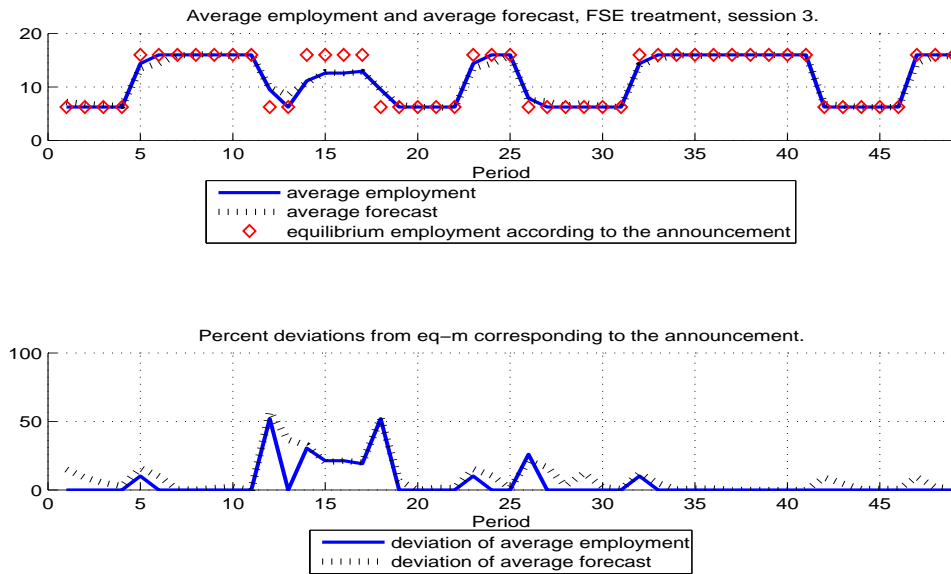 Average employment and average forecast, FSE treatment, session 3.
20
10
0
0 5 10 15 20 25 30 35 40 45
Period
average employment
average forecast
equilibrium employment according to the announcement
Percent deviations from eq−m corresponding to the announcement.
100
50
0
0 5 10 15 20 25 30 35 40 45
Period
deviation of average employment
deviation of average forecast